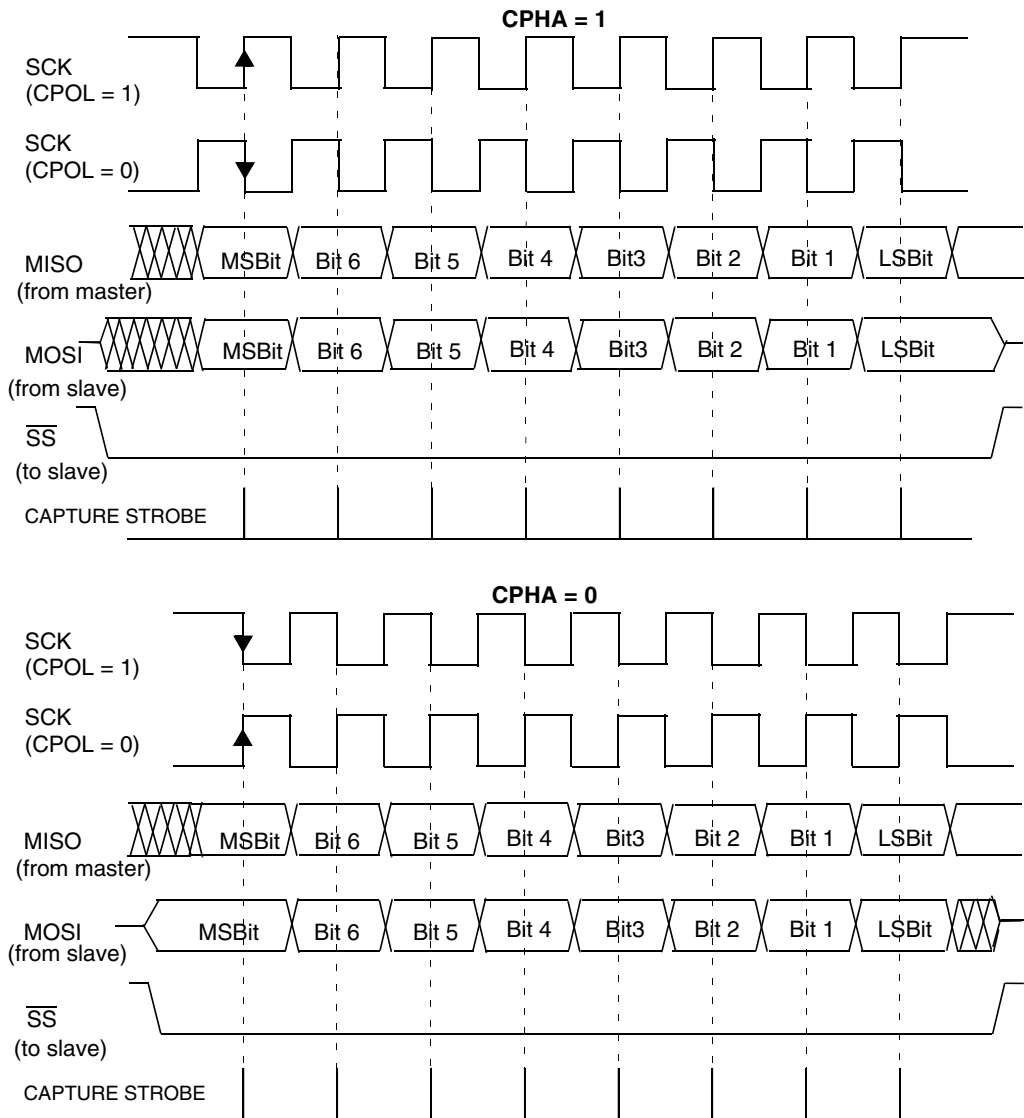 CPHA = 1
SCK
(CPOL = 1)
SCK
(CPOL = 0)
MISO
(from master)
MSBit Bit 6 Bit 5 Bit 4 Bit3 Bit 2 Bit 1 LSBit
MOSI
(from slave)
MSBit Bit 6 Bit 5 Bit 4 Bit3 Bit 2 Bit 1 LSBit
SS
(to slave)
CAPTURE STROBE
CPHA = 0
SCK
(CPOL = 1)
SCK
(CPOL = 0)
MISO
(from master)
MSBit Bit 6 Bit 5 Bit 4 Bit3 Bit 2 Bit 1 LSBit
MOSI
(from slave)
MSBit Bit 6 Bit 5 Bit 4 Bit3 Bit 2 Bit 1 LSBit
SS
(to slave)
CAPTURE STROBE